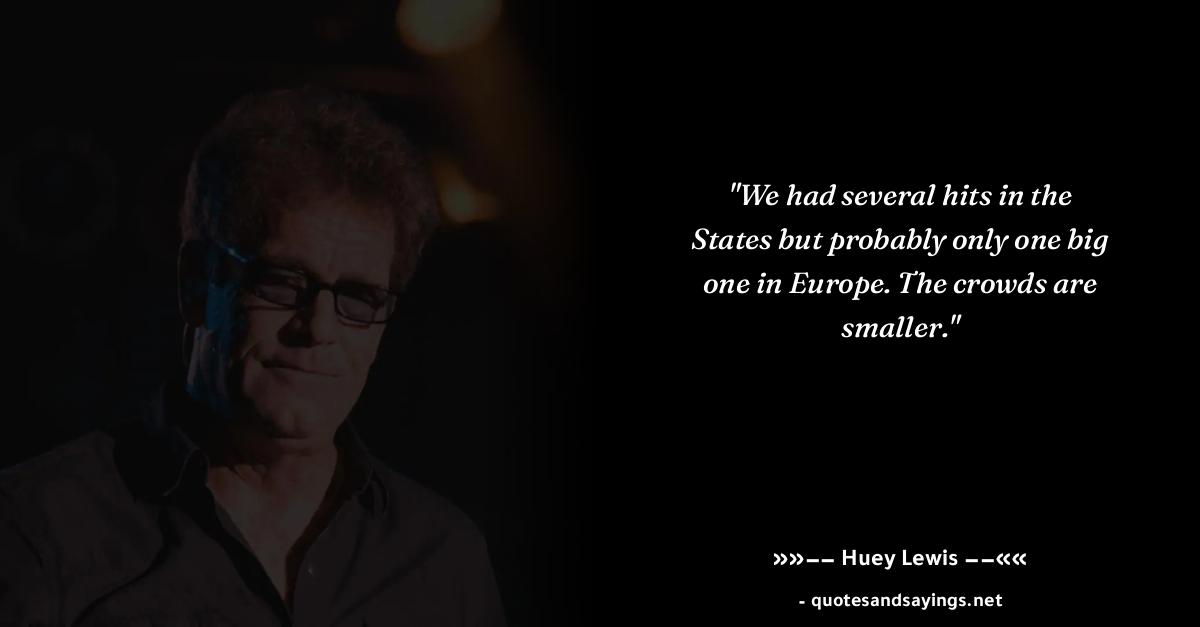 "We had several hits in the
States but probably only one big
one in Europe. The crowds are
smaller."
»»–– Huey Lewis ––««
- quotesandsayings.net